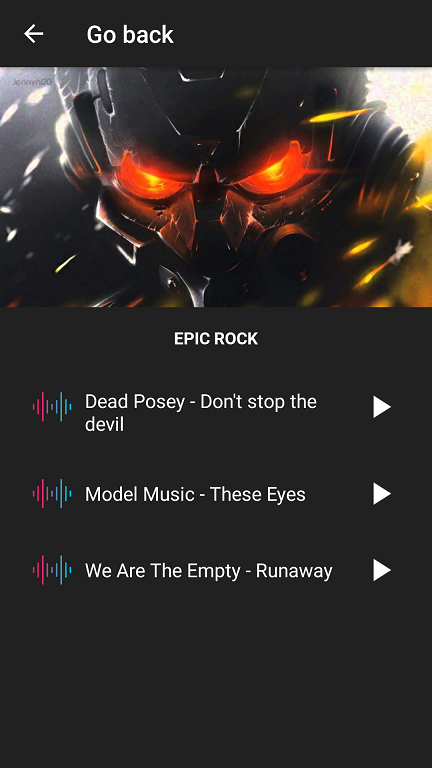 Go back
Jennyni20
EPIC ROCK
Dead Posey - Don't stop the
devil
Model Music - These Eyes
We Are The Empty - Runaway